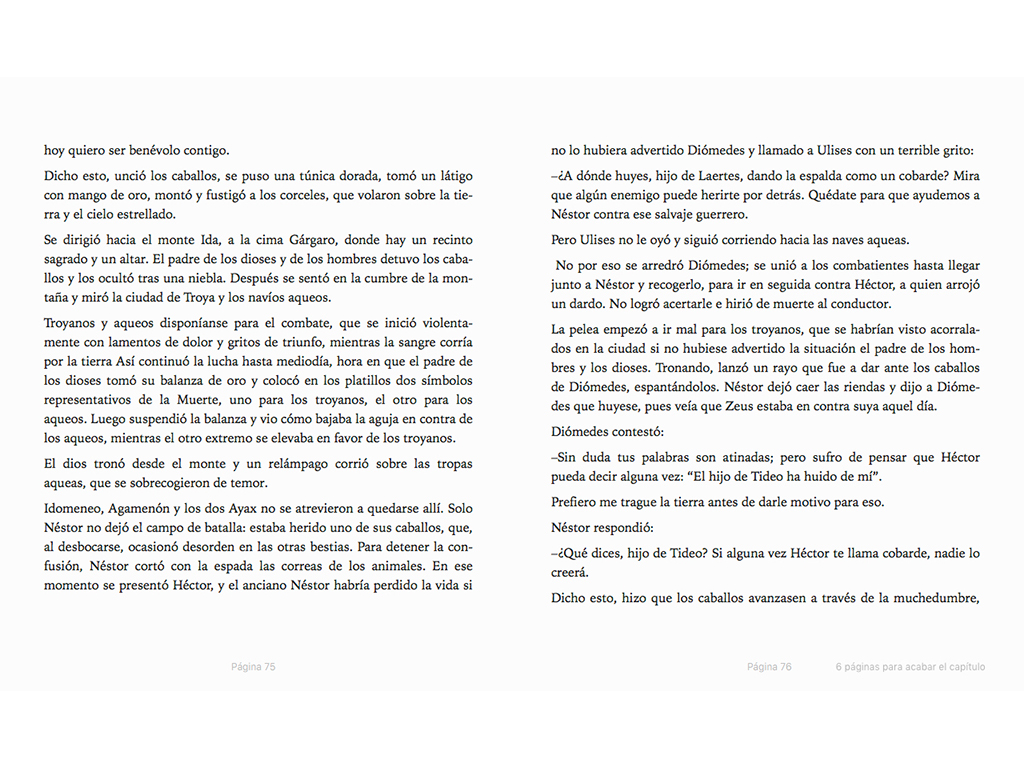 hoy quiero ser benévolo contigo.
Dicho esto, unció los caballos, se puso una túnica dorada, tomó un látigo
con mango de oro, montó y fustigó a los corceles, que volaron sobre la tie-
rra y el cielo estrellado.
Se dirigió hacia el monte Ida, a la cima Gárgaro, donde hay un recinto
sagrado y un altar. El padre de los dioses y de los hombres detuvo los caba-
llos y los ocultó tras una niebla. Después se sentó en la cumbre de la mon-
taña y miró la ciudad de Troya y los navíos aqueos.
Troyanos y aqueos disponíanse para el combate, que se inició violenta-
mente con lamentos de dolor y gritos de triunfo, mientras la sangre corría
por la tierra Así continuó la lucha hasta mediodía, hora en que el padre de
los dioses tomó su balanza de oro y colocó en los platillos dos símbolos
representativos de la Muerte, uno para los troyanos, el otro para los
aqueos. Luego suspendió la balanza y vio cómo bajaba la aguja en contra de
los aqueos, mientras el otro extremo se elevaba en favor de los troyanos.
El dios tronó desde el monte y un relámpago corrió sobre las tropas
aqueas, que se sobrecogieron de temor.
Idomeneo, Agamenón y los dos Ayax no se atrevieron a quedarse allí. Solo
Néstor no dejó el campo de batalla: estaba herido uno de sus caballos, que,
al desbocarse, ocasionó desorden en las otras bestias. Para detener la con-
fusión, Néstor cortó con la espada las correas de los animales. En ese
momento se presentó Héctor, y el anciano Néstor habría perdido la vida si
Página 75
no lo hubiera advertido Diómedes y llamado a Ulises con un terrible grito:
–¿A dónde huyes, hijo de Laertes, dando la espalda como un cobarde? Mira
que algún enemigo puede herirte por detrás. Quédate para que ayudemos a
Néstor contra ese salvaje guerrero.
Pero Ulises no le oyó y siguió corriendo hacia las naves aqueas.
No por eso se arredró Diómedes; se unió a los combatientes hasta llegar
junto a Néstor y recogerlo, para ir en seguida contra Héctor, a quien arrojó
un dardo. No logró acertarle e hirió de muerte al conductor.
La pelea empezó a ir mal para los troyanos, que se habrían visto acorrala-
dos en la ciudad si no hubiese advertido la situación el padre de los hom-
bres y los dioses. Tronando, lanzó un rayo que fue a dar ante los caballos
de Diómedes, espantándolos. Néstor dejó caer las riendas y dijo a Dióme-
des que huyese, pues veía que Zeus estaba en contra suya aquel día.
Diómedes contestó:
–Sin duda tus palabras son atinadas; pero sufro de pensar que Héctor
pueda decir alguna vez: “El hijo de Tideo ha huido de mí”.
Prefiero me trague la tierra antes de darle motivo para eso.
Néstor respondió:
–¿Qué dices, hijo de Tideo? Si alguna vez Héctor te llama cobarde, nadie lo
creerá.
Dicho esto, hizo que los caballos avanzasen a través de la muchedumbre,
Página 76
6 páginas para acabar el capítulo